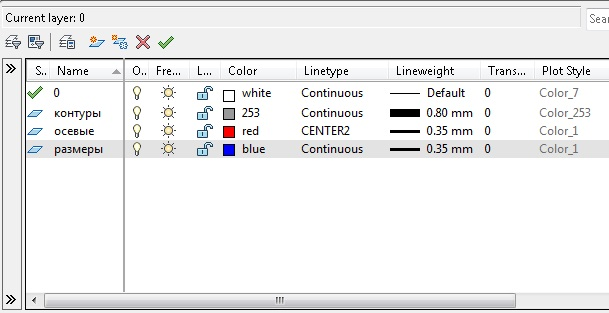 Current layer: 0
Sea
S.. Name O.. Fre... L... Color Linetype Lineweight Trans... Plot Style
0 white Continuous Default 0 Color_7
контуры 253 Continuous 0.80 mm 0 Color_253
осевые red CENTER2 0.35 mm 0 Color_1
размеры blue Continuous 0.35 mm 0 Color_1